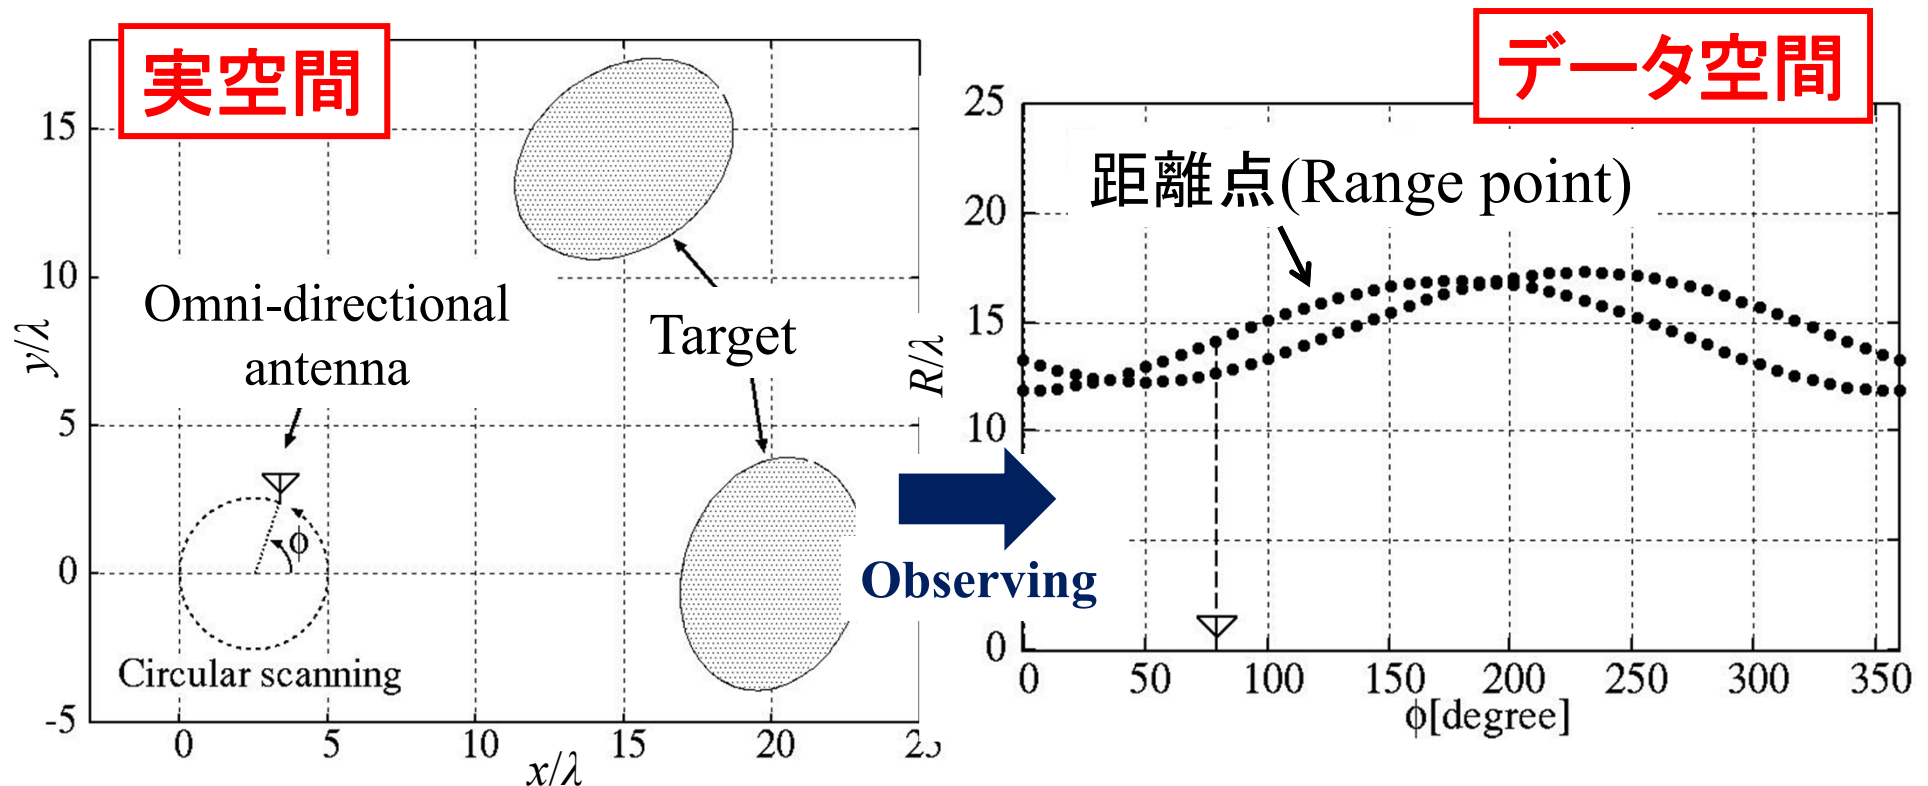 実空間
15
10
5
0
-5
y/λ
Omni-directional
antenna
Target
ϕ
Circular scanning
0
5
10
15
20
x/λ
Observing
データ空間
距離点(Range point)
25
20
15
10
0
R/λ
0
50
100
150
200
250
300
350
ϕ[degree]